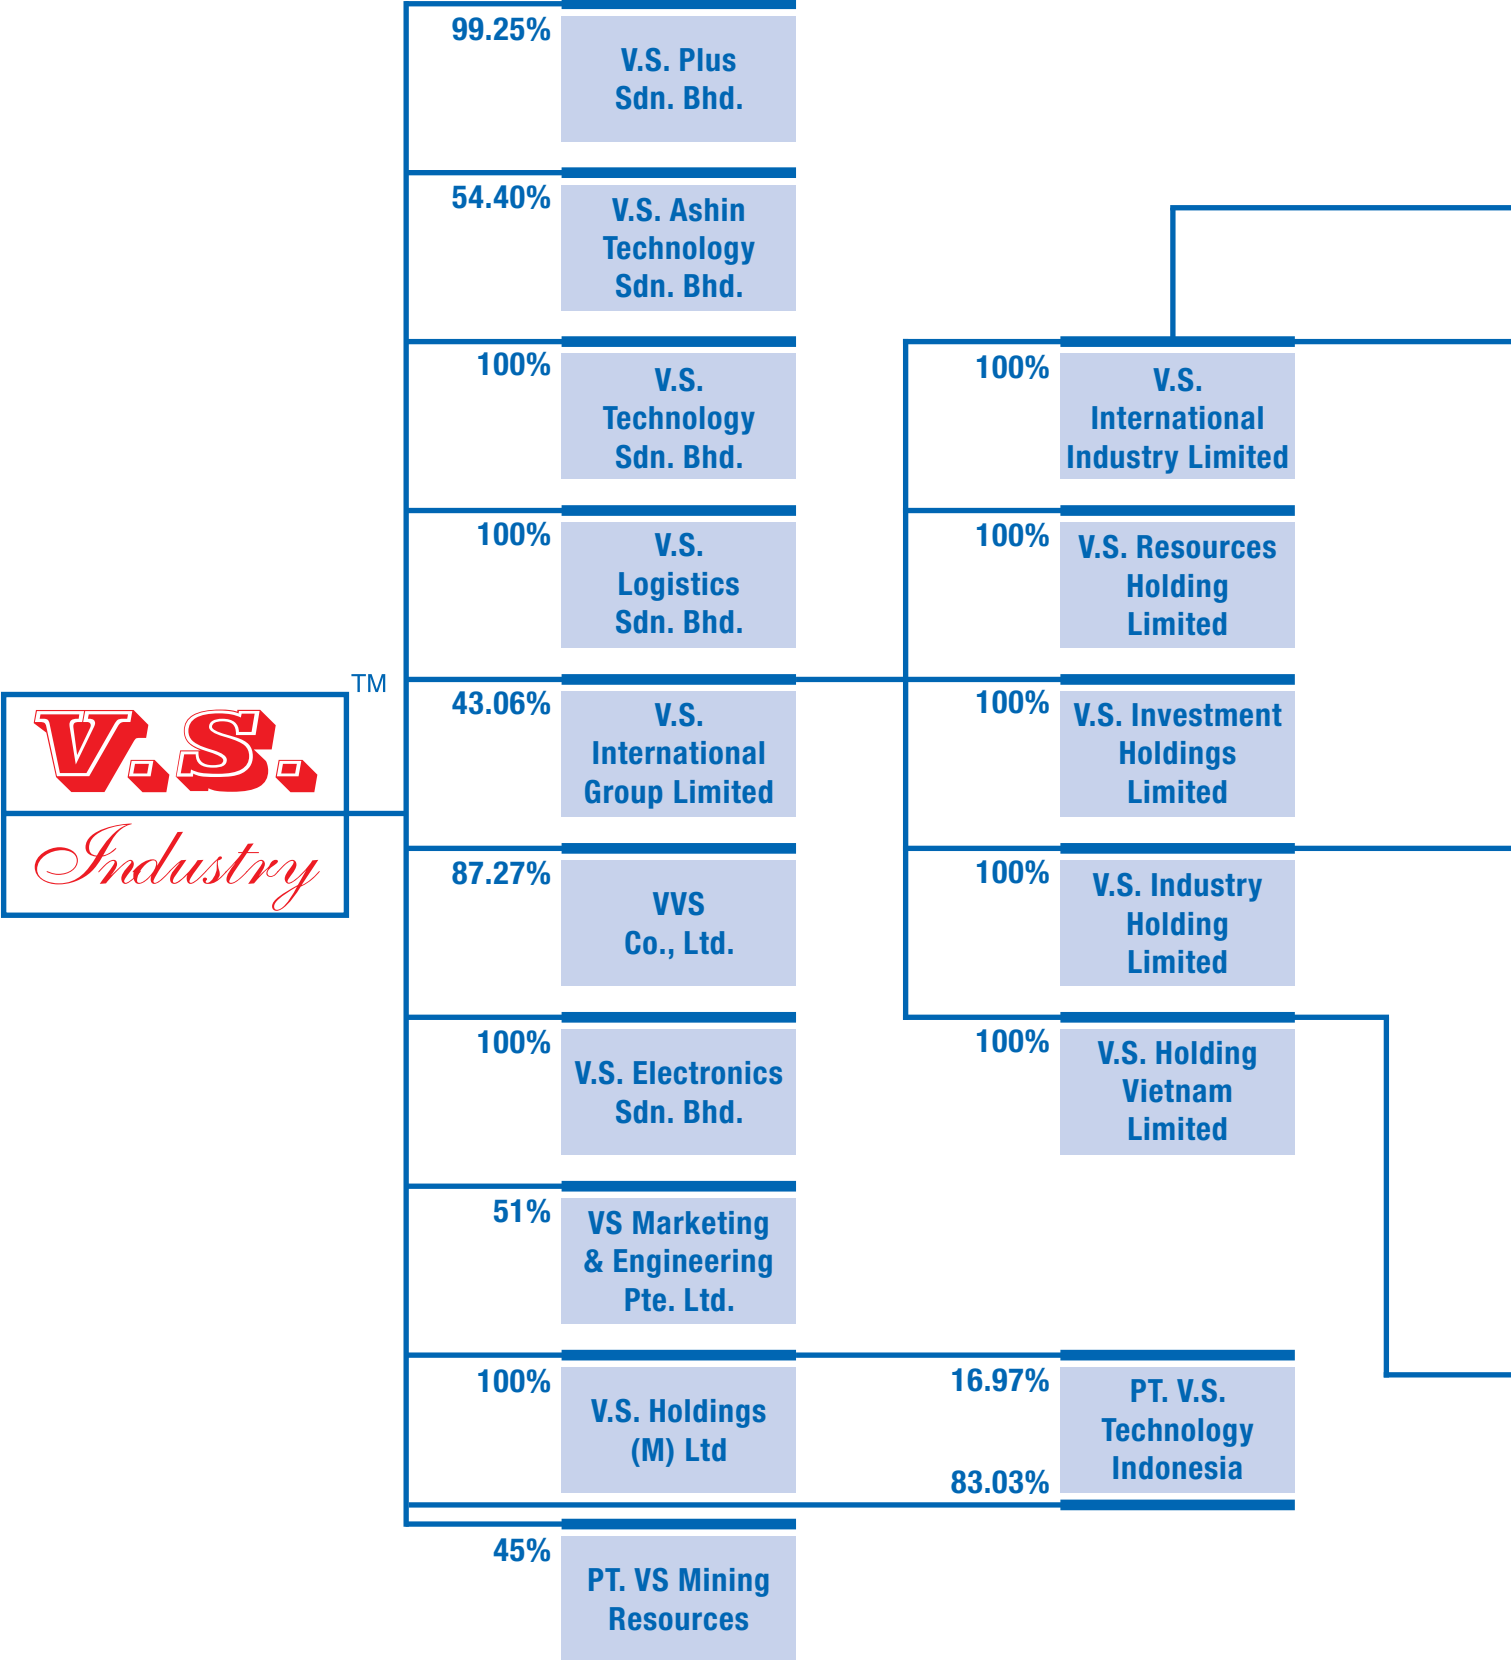 99.25%
V.S. Plus
Sdn. Bhd.
54.40%
V.S. Ashin
Technology
Sdn. Bhd.
100%
V.S.
Technology
Sdn. Bhd.
100%
V.S.
International
Industry Limited
100%
V.S.
Logistics
Sdn. Bhd.
100%
V.S. Resources
Holding
Limited
TM
V.S.
Industry
43.06%
V.S.
International
Group Limited
100%
V.S. Investment
Holdings
Limited
87.27%
VVS
Co., Ltd.
100%
V.S. Industry
Holding
Limited
100%
V.S. Electronics
Sdn. Bhd.
100%
V.S. Holding
Vietnam
Limited
51%
VS Marketing
& Engineering
Pte. Ltd.
100%
V.S. Holdings
(M) Ltd
16.97%
PT. V.S.
Technology
Indonesia
83.03%
45%
PT. VS Mining
Resources